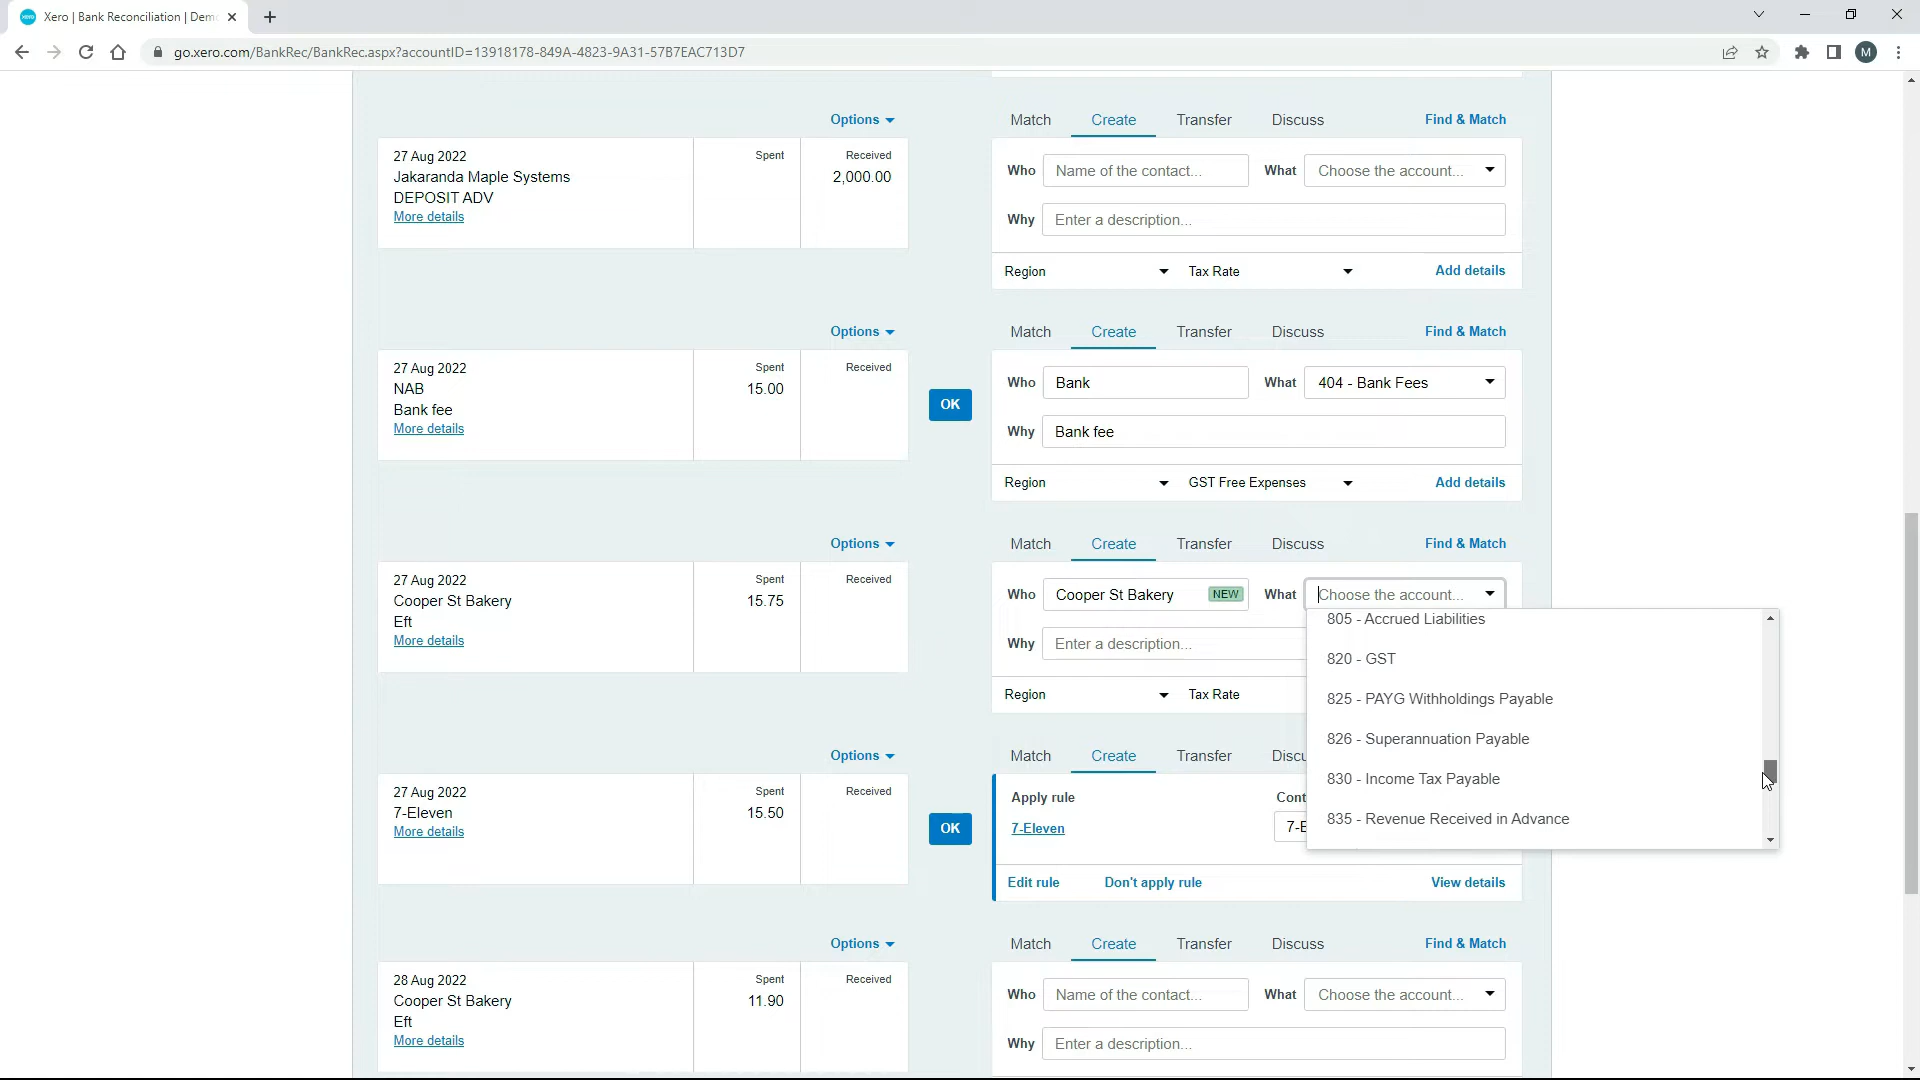 Xero | Bank Reconciliation | Dem
go.xero.com/BankRec/BankRec.aspx?accountID=13918178-849A-4823-9A31-57B7EAC713D7
M
Options
Match Create Transfer Discuss Find & Match
27 Aug 2022 Spent Received
Jakaranda Maple Systems 2,000.00
DEPOSIT ADV
More details
Who Name of the contact... What Choose the account...
Why Enter a description...
Region Tax Rate Add details
Options
Match Create Transfer Discuss Find & Match
27 Aug 2022 Spent Received
NAB 15.00
Bank fee
More details
OK
Who Bank What 404 - Bank Fees
Why Bank fee
Region GST Free Expenses Add details
Options
Match Create Transfer Discuss Find & Match
27 Aug 2022 Spent Received
Cooper St Bakery 15.75
Eft
More details
Who Cooper St Bakery NEW What Choose the account...
Why Enter a description...
Region Tax Rate
805 - Accrued Liabilities
820 - GST
825 - PAYG Withholdings Payable
826 - Superannuation Payable
830 - Income Tax Payable
835 - Revenue Received in Advance
Options
Match Create Transfer Discu
27 Aug 2022 Spent Received
7-Eleven 15.50
More details
OK
Apply rule Cont
7-Eleven 7-E
Edit rule Don't apply rule View details
Options
Match Create Transfer Discuss Find & Match
28 Aug 2022 Spent Received
Cooper St Bakery 11.90
Eft
More details
Who Name of the contact... What Choose the account...
Why Enter a description...